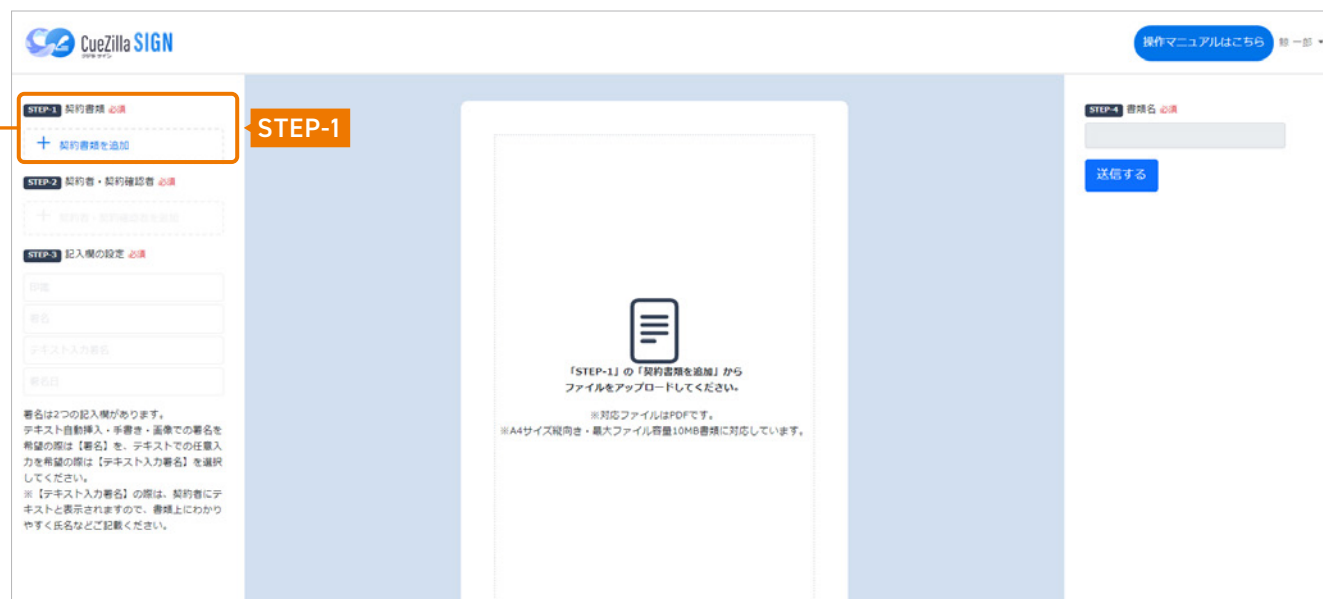 CueZilla SIGN
操作マニュアルはこちら
一郎
STEP-1 契約書類 必須
+ 契約書類を追加
STEP-1
STEP-2 契約者・契約確認者 必須
+ 契約者・契約確認者を追加
STEP-3 記入欄の設定 必須
印鑑
署名
テキスト入力署名
署名日
署名は2つの記入欄があります。
テキスト自動挿入・手書き・画像での署名を
希望の際は【署名】を、テキストでの任意入
力を希望の際は【テキスト入力署名】を選択
してください。
※【テキスト入力署名】の際は、契約者にテ
キストと表示されますので、書類上にわかり
やすく氏名などご記載ください。
「STEP-1」の「契約書類を追加」から
ファイルをアップロードしてください。
※対応ファイルはPDFです。
※A4サイズ縦向き・最大ファイル容量10MB書類に対応しています。
STEP-4 書類名 必須
送信する